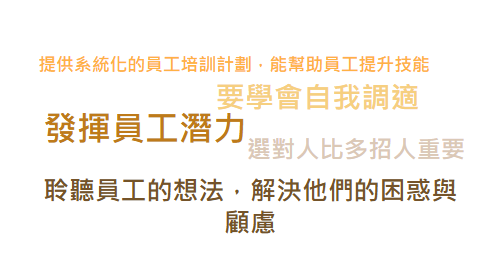 提供系統化的員工培訓計劃，能幫助員工提升技能
要學會自我調適
發揮員工潛力
選對人比多招人重要
聆聽員工的想法，解決他們的困惑與
顧慮